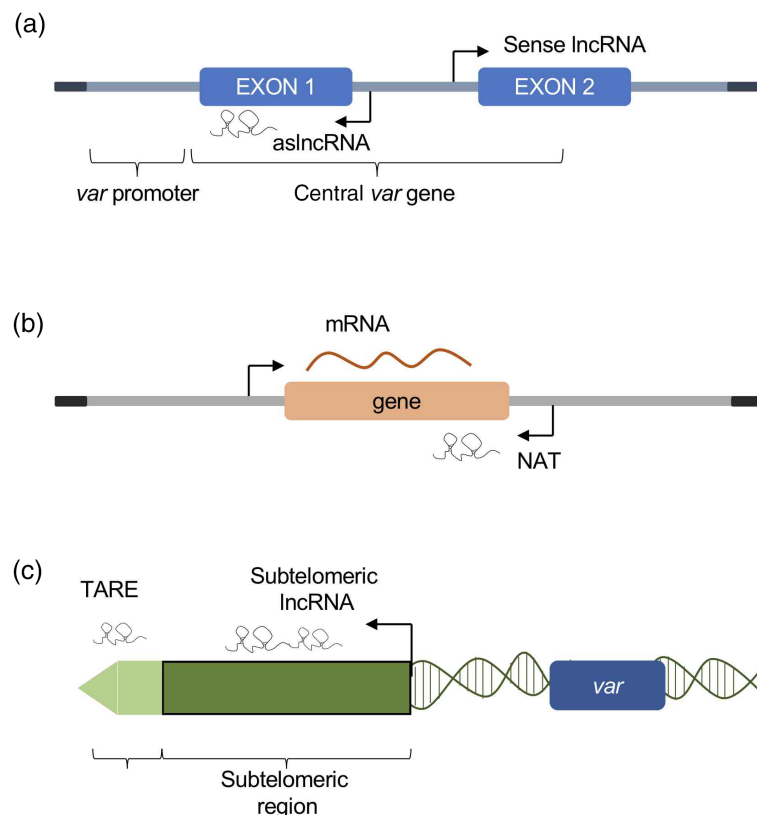 (a)
Sense lncRNA
EXON 1
EXON 2
aslncRNA
var promoter
Central var gene
(b)
mRNA
gene
NAT
(c)
TARE
Subtelomeric
lncRNA
var
Subtelomeric
region